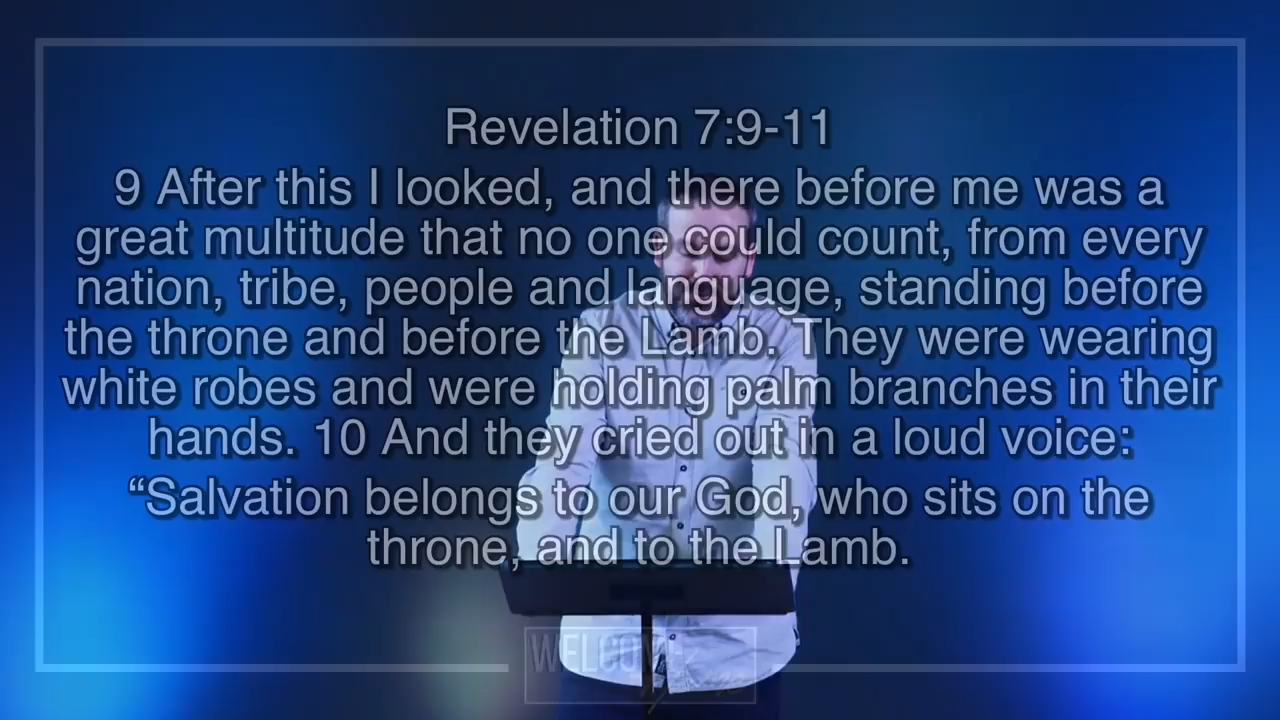 Revelation 7:9-11
9 After this I looked, and there before me was a
great multitude that no one could count, from every
nation, tribe, people and language, standing before
the throne and before the Lamb. They were wearing
white robes and were holding palm branches in their
hands. 10 And they cried out in a loud voice:
“Salvation belongs to our God, who sits on the
throne, and to the Lamb.
WELCOME